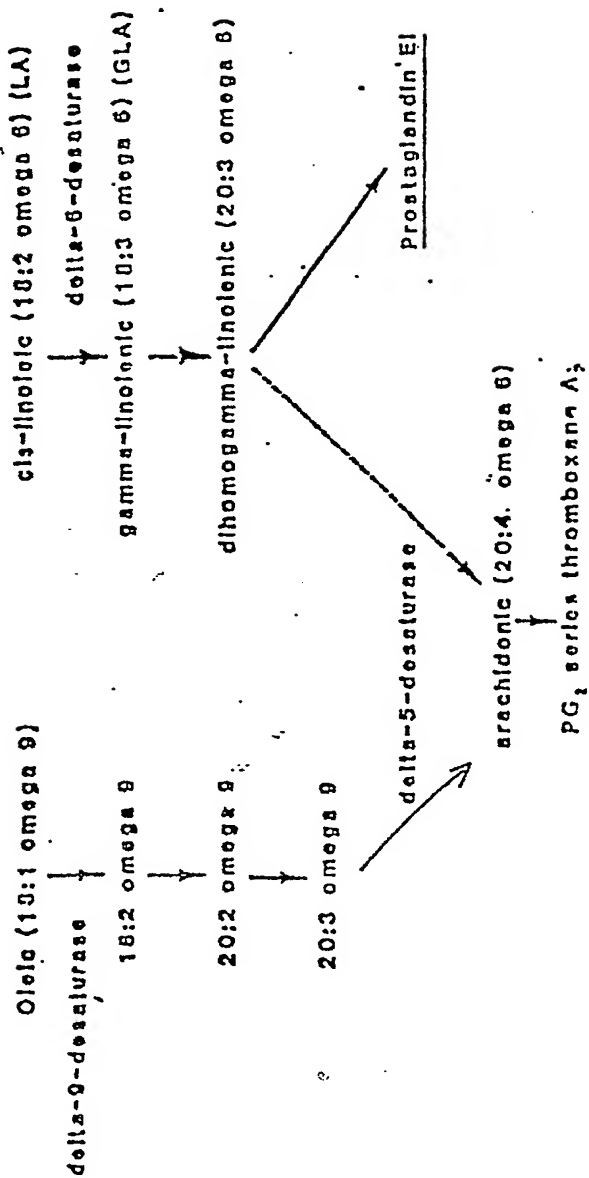 Oleic (18:1 omega 9)
delta-9-desaturase
18:2 omega 9
20:2 omega 9
20:3 omega 9
cis-linoleic (18:2 omega 6) (LA)
delta-6-desaturase
gamma-linolenic (18:3 omega 6) (GLA)
dihomogamma-linolenic (20:3 omega 6)
delta-5-desaturase
Prostaglandin E1
arachidonic (20:4. omega 6)
PG₂ series thromboxane A₂